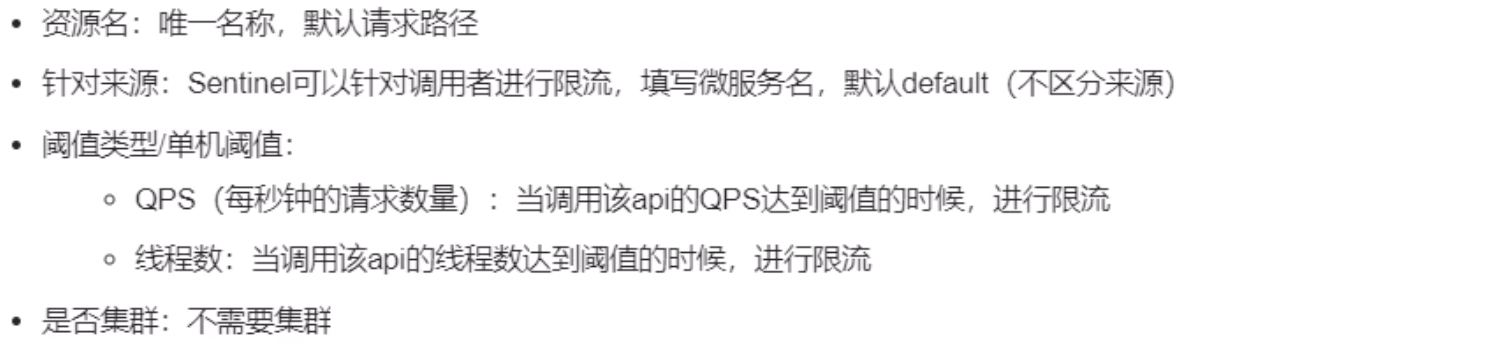 • 资源名：唯一名称，默认请求路径
• 针对来源：Sentinel可以针对调用者进行限流，填写微服务名，默认default（不区分来源）
• 阈值类型/单机阈值：
◦ QPS（每秒钟的请求数量）：当调用该api的QPS达到阈值的时候，进行限流
◦ 线程数：当调用该api的线程数达到阈值的时候，进行限流
• 是否集群：不需要集群